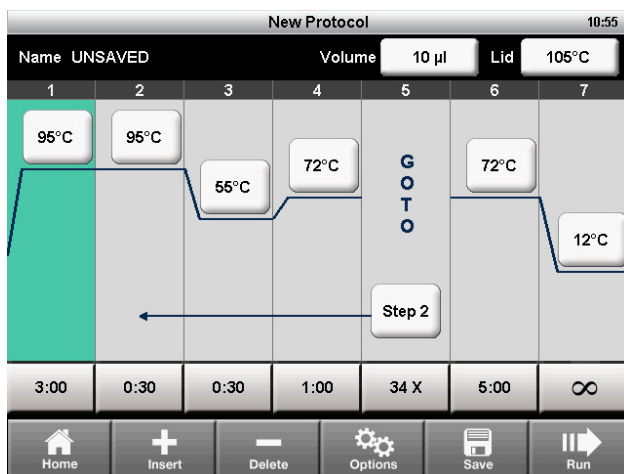 New Protocol 10:55
Name UNSAVED Volume 10 µl Lid 105°C
1 2 3 4 5 6 7
95°C 95°C 55°C 72°C GOTO 72°C 12°C
Step 2
3:00 0:30 0:30 1:00 34 X 5:00 ∞
Home Insert Delete Options Save Run